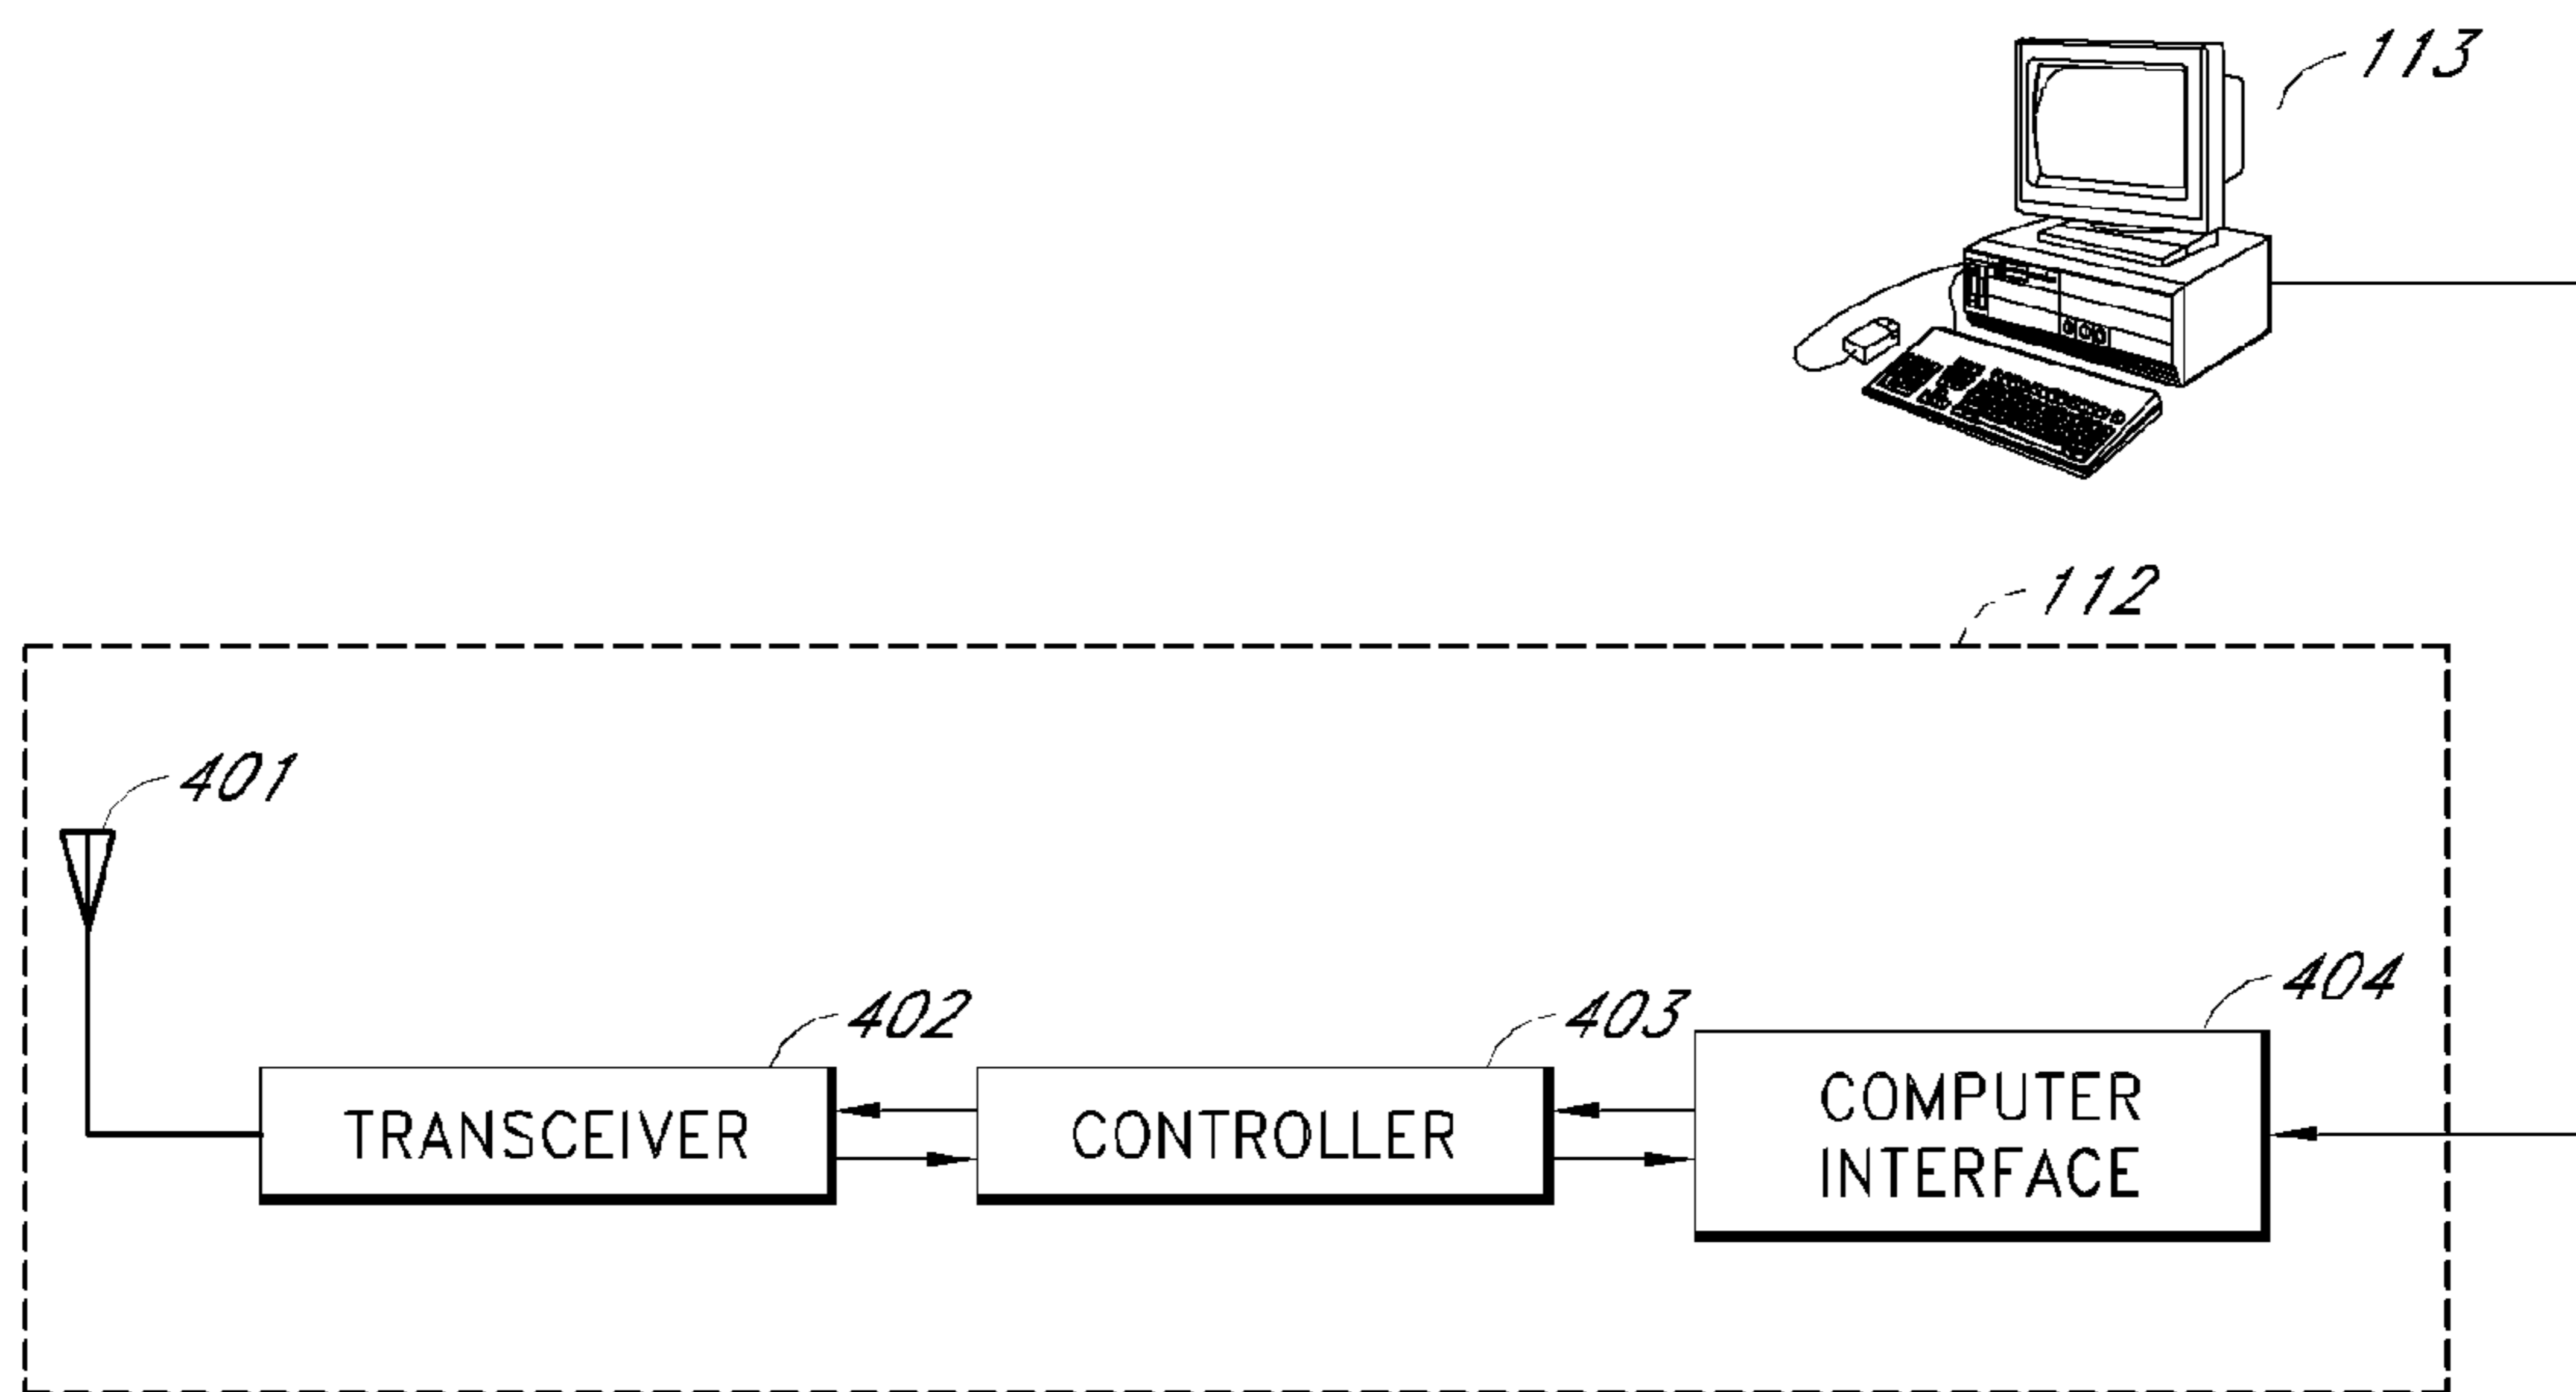 113
112
401
402
403
404
TRANSCEIVER
CONTROLLER
COMPUTER
INTERFACE